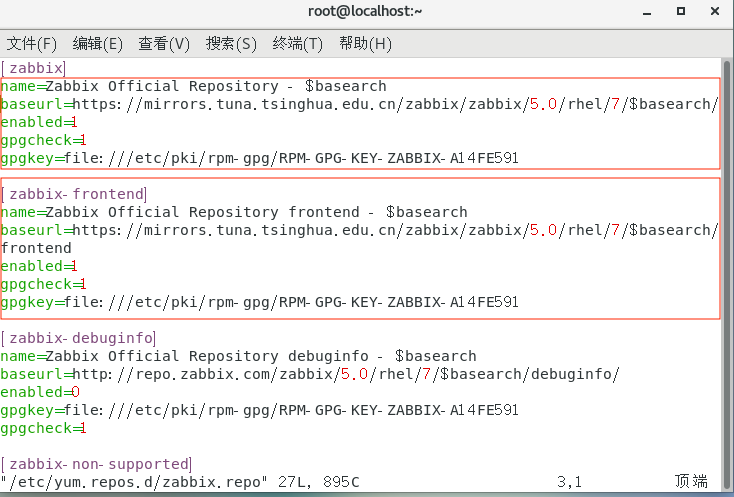 root@localhost:~
文件(F) 编辑(E) 查看(V) 搜索(S) 终端(T) 帮助(H)
[zabbix]
name=Zabbix Official Repository - $basearch
baseurl=https://mirrors.tuna.tsinghua.edu.cn/zabbix/zabbix/5.0/rhel/7/$basearch/
enabled=1
gpgcheck=1
gpgkey=file:///etc/pki/rpm-gpg/RPM-GPG-KEY-ZABBIX-A14FE591
[zabbix-frontend]
name=Zabbix Official Repository frontend - $basearch
baseurl=https://mirrors.tuna.tsinghua.edu.cn/zabbix/zabbix/5.0/rhel/7/$basearch/
frontend
enabled=1
gpgcheck=1
gpgkey=file:///etc/pki/rpm-gpg/RPM-GPG-KEY-ZABBIX-A14FE591
[zabbix-debuginfo]
name=Zabbix Official Repository debuginfo - $basearch
baseurl=http://repo.zabbix.com/zabbix/5.0/rhel/7/$basearch/debuginfo/
enabled=0
gpgkey=file:///etc/pki/rpm-gpg/RPM-GPG-KEY-ZABBIX-A14FE591
gpgcheck=1
[zabbix-non-supported]
"/etc/yum.repos.d/zabbix.repo" 27L, 895C 3,1 顶端